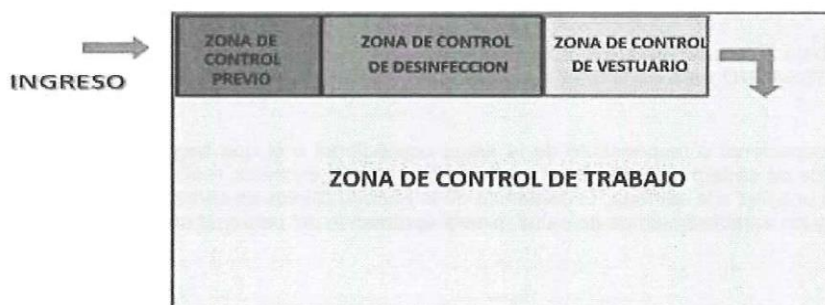 INGRESO
ZONA DE
CONTROL
PREVIO
ZONA DE CONTROL
DE DESINFECCION
ZONA DE CONTROL
DE VESTUARIO
ZONA DE CONTROL DE TRABAJO